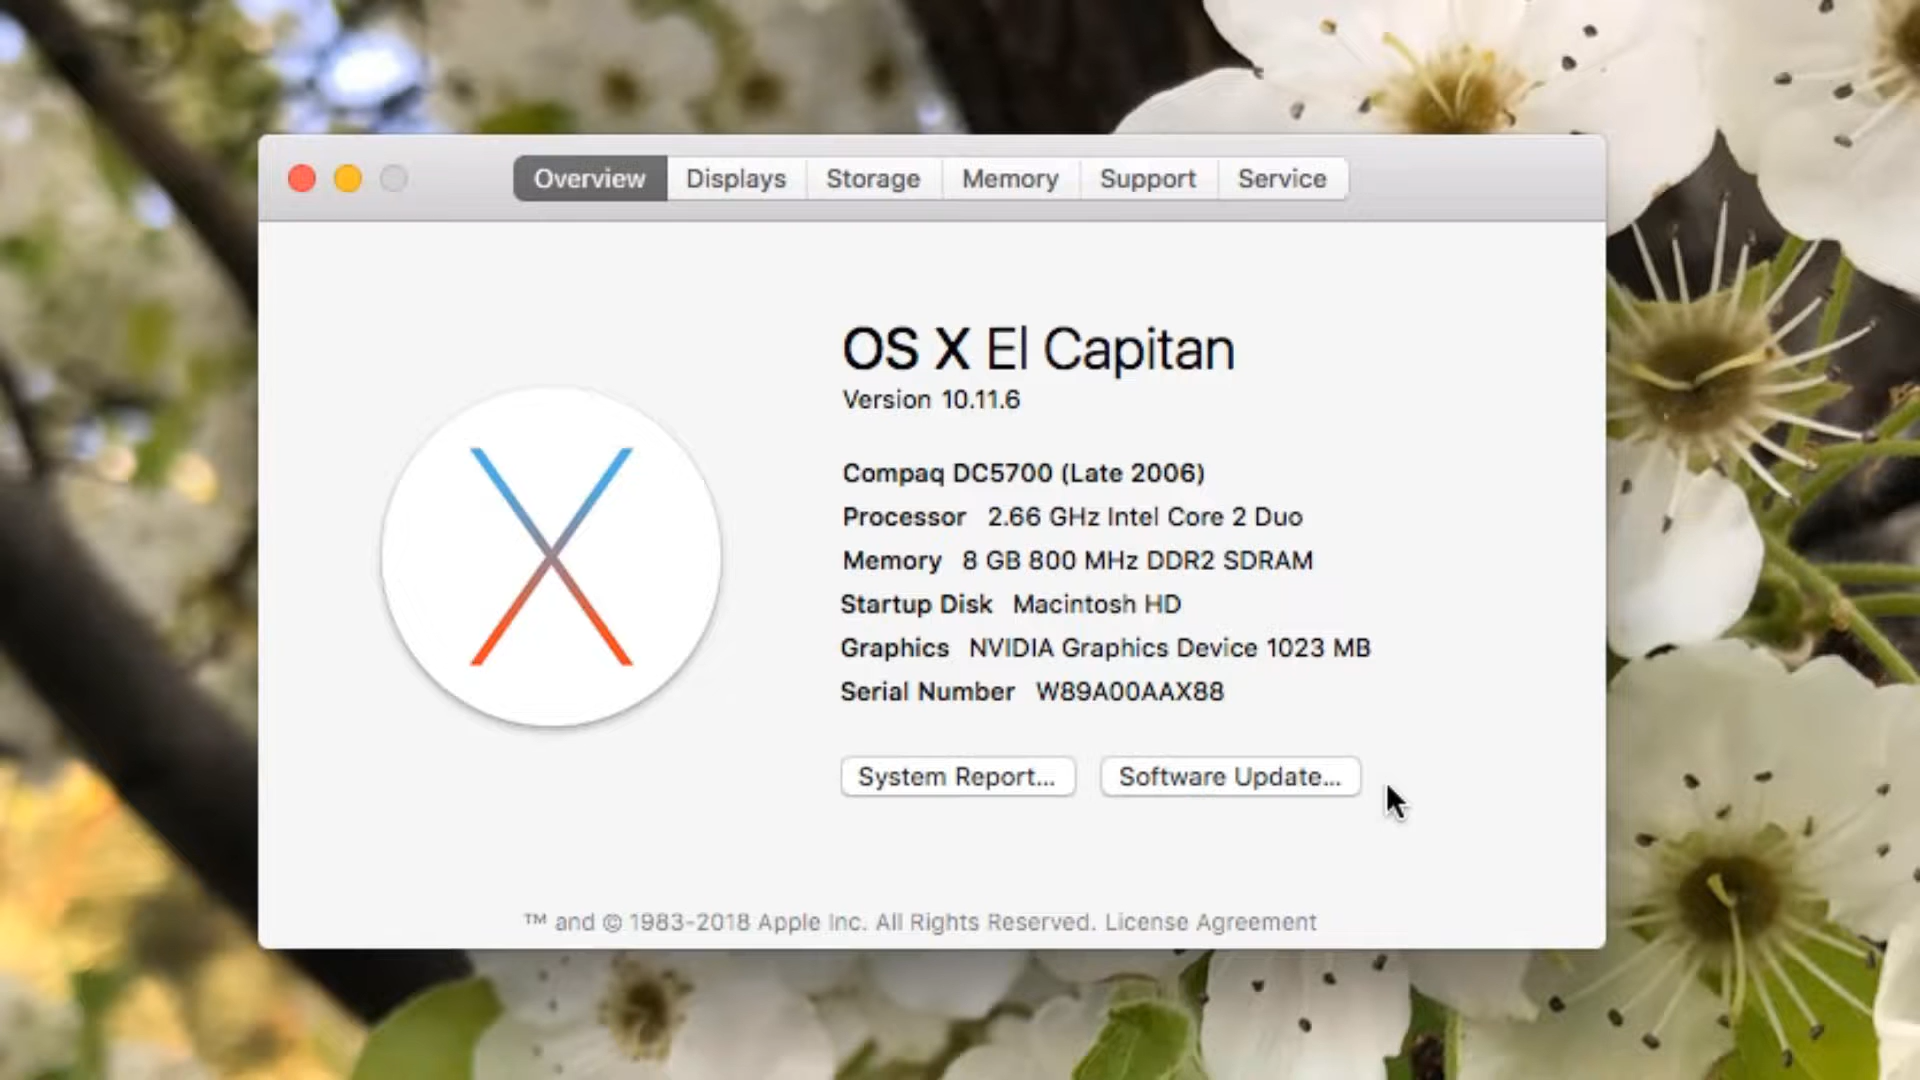 Overview Displays Storage Memory Support Service
OS X El Capitan
Version 10.11.6
Compaq DC5700 (Late 2006)
Processor 2.66 GHz Intel Core 2 Duo
Memory 8 GB 800 MHz DDR2 SDRAM
Startup Disk Macintosh HD
Graphics NVIDIA Graphics Device 1023 MB
Serial Number W89A00AAX88
System Report... Software Update...
™ and © 1983-2018 Apple Inc. All Rights Reserved. License Agreement